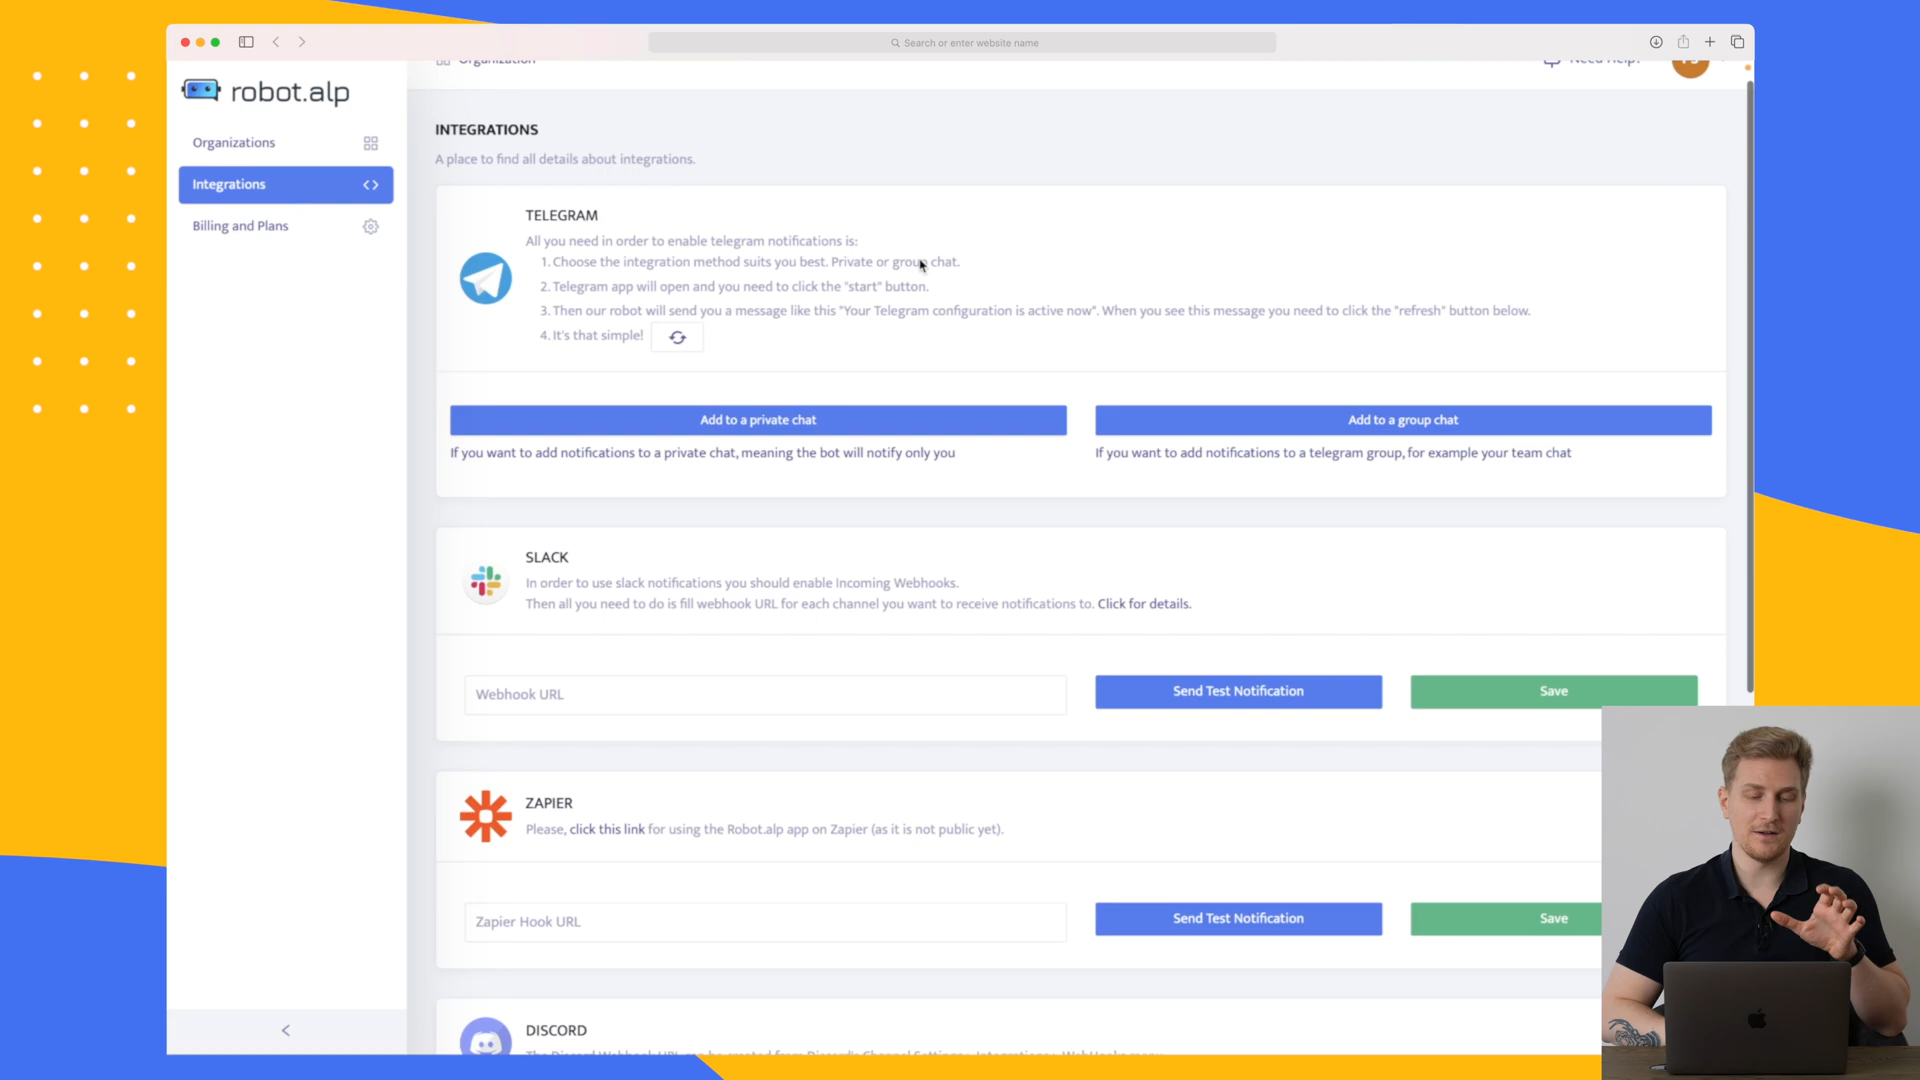 Search or enter website name
robot.alp
Organization
Need Help?
Organizations
Integrations
Billing and Plans
INTEGRATIONS
A place to find all details about integrations.
TELEGRAM
All you need in order to enable telegram notifications is:
1. Choose the integration method suits you best. Private or group chat.
2. Telegram app will open and you need to click the "start" button.
3. Then our robot will send you a message like this "Your Telegram configuration is active now". When you see this message you need to click the "refresh" button below.
4. It's that simple!
Add to a private chat
Add to a group chat
If you want to add notifications to a private chat, meaning the bot will notify only you
If you want to add notifications to a telegram group, for example your team chat
SLACK
In order to use slack notifications you should enable Incoming Webhooks.
Then all you need to do is fill webhook URL for each channel you want to receive notifications to. Click for details.
Webhook URL
Send Test Notification
Save
ZAPIER
Please, click this link for using the Robot.alp app on Zapier (as it is not public yet).
Zapier Hook URL
Send Test Notification
Save
DISCORD